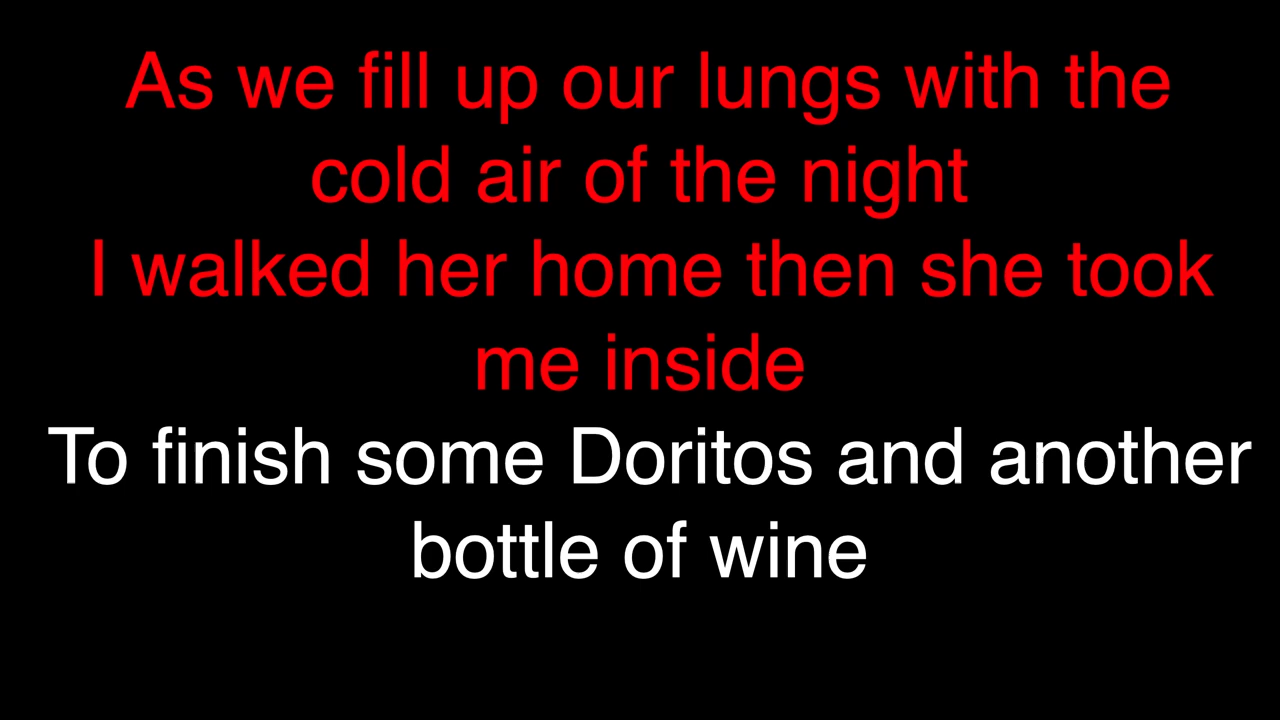 As we fill up our lungs with the
cold air of the night
I walked her home then she took
me inside
To finish some Doritos and another
bottle of wine